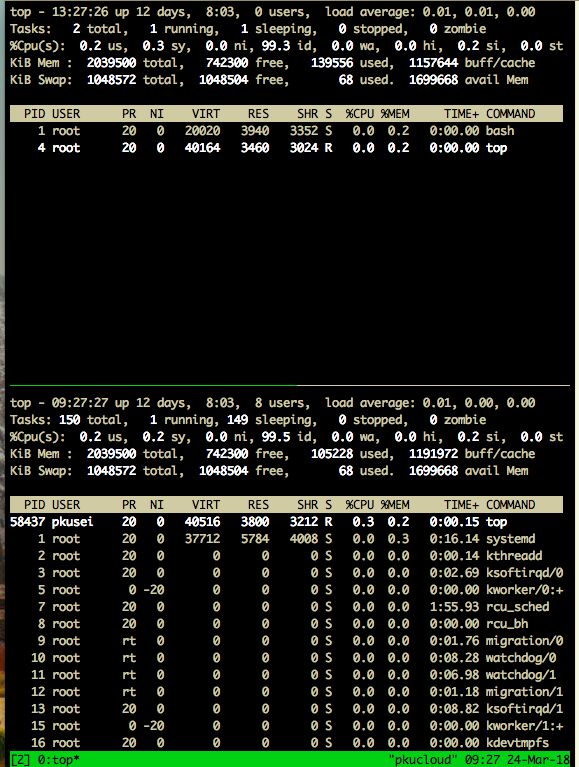 top - 13:27:26 up 12 days,  8:03,  0 users,  load average: 0.01, 0.01, 0.00
Tasks:   2 total,   1 running,   1 sleeping,   0 stopped,   0 zombie
%Cpu(s):  0.2 us,  0.3 sy,  0.0 ni, 99.3 id,  0.0 wa,  0.0 hi,  0.2 si,  0.0 st
KiB Mem :  2039500 total,   742300 free,   139556 used,  1157644 buff/cache
KiB Swap:  1048572 total,  1048504 free,       68 used.  1699668 avail Mem
PID USER      PR  NI    VIRT    RES    SHR S  %CPU %MEM     TIME+ COMMAND
1 root      20   0   20020   3940   3352 S   0.0  0.2   0:00.00 bash
4 root      20   0   40164   3460   3024 R   0.0  0.2   0:00.00 top
top - 09:27:27 up 12 days,  8:03,  8 users,  load average: 0.01, 0.00, 0.00
Tasks: 150 total,   1 running, 149 sleeping,   0 stopped,   0 zombie
%Cpu(s):  0.2 us,  0.2 sy,  0.0 ni, 99.5 id,  0.0 wa,  0.0 hi,  0.2 si,  0.0 st
KiB Mem :  2039500 total,   742300 free,   105228 used,  1191972 buff/cache
KiB Swap:  1048572 total,  1048504 free,       68 used.  1699668 avail Mem
PID USER      PR  NI    VIRT    RES    SHR S  %CPU %MEM     TIME+ COMMAND
58437 pkusei    20   0   40516   3800   3212 R   0.3  0.2   0:00.15 top
1 root      20   0   37712   5784   4008 S   0.0  0.3   0:16.14 systemd
2 root      20   0       0      0      0 S   0.0  0.0   0:00.14 kthreadd
3 root      20   0       0      0      0 S   0.0  0.0   0:02.69 ksoftirqd/0
5 root       0 -20       0      0      0 S   0.0  0.0   0:00.00 kworker/0:+
7 root      20   0       0      0      0 S   0.0  0.0   1:55.93 rcu_sched
8 root      20   0       0      0      0 S   0.0  0.0   0:00.00 rcu_bh
9 root      rt   0       0      0      0 S   0.0  0.0   0:01.76 migration/0
10 root      rt   0       0      0      0 S   0.0  0.0   0:08.28 watchdog/0
11 root      rt   0       0      0      0 S   0.0  0.0   0:06.98 watchdog/1
12 root      rt   0       0      0      0 S   0.0  0.0   0:01.18 migration/1
13 root      20   0       0      0      0 S   0.0  0.0   0:08.82 ksoftirqd/1
15 root       0 -20       0      0      0 S   0.0  0.0   0:00.00 kworker/1:+
16 root      20   0       0      0      0 S   0.0  0.0   0:00.00 kdevtmpfs
[2] 0:top*                                        "pkucloud" 09:27 24-Mar-18